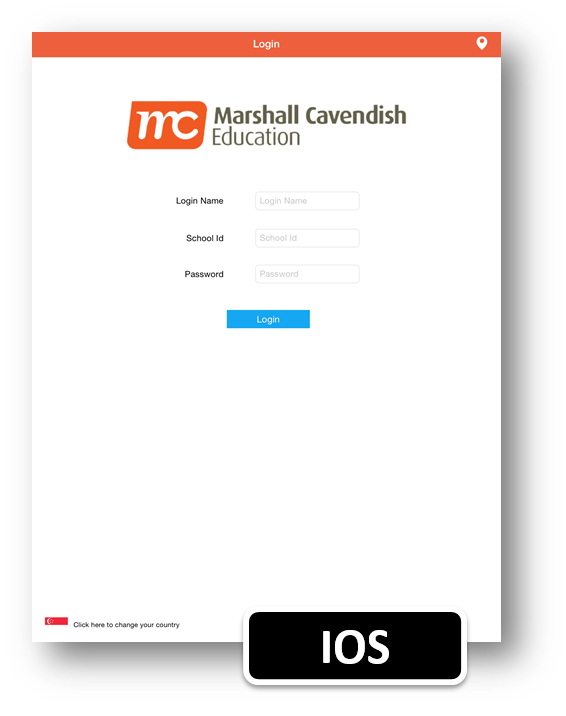 Login
mc Marshall Cavendish
Education
Login Name Login Name
School Id School Id
Password Password
Login
Click here to change your country
IOS